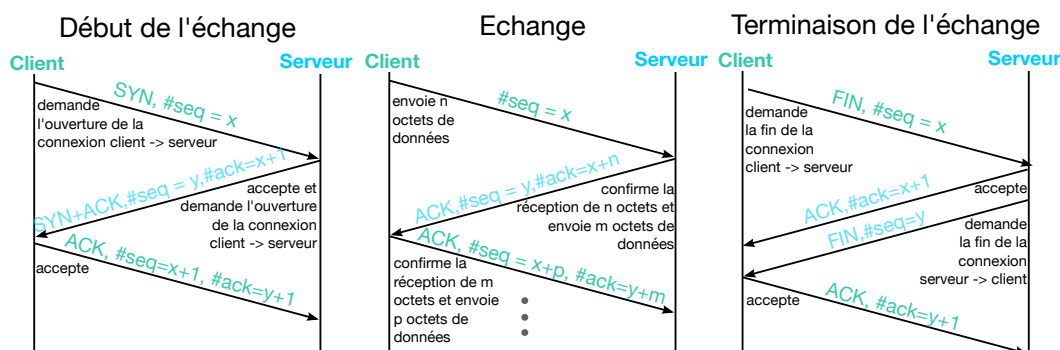 Début de l'échange
Client
Serveur
SYN, #seq = x
demande
l'ouverture de la
connexion client -> serveur
SYN+ACK,#seq = y,#ack=x+1
accepte et
demande l'ouverture
de la connexion
client -> serveur
ACK, #seq=x+1, #ack=y+1
accepte
Echange
Client
Serveur
#seq = x
envoie n
octets de
données
ACK,#seq = y,#ack=x+n
confirme la
réception de n octets et
envoie m octets de
données
ACK, #seq = x+p, #ack=y+m
confirme la
réception de m
octets et envoie
p octets de
données
Terminaison de l'échange
Client
Serveur
FIN, #seq = x
demande
la fin de la
connexion
client -> serveur
ACK,#ack=x+1
accepte
FIN,#seq=y
demande
la fin de la
connexion
serveur -> client
ACK, #ack=y+1
accepte